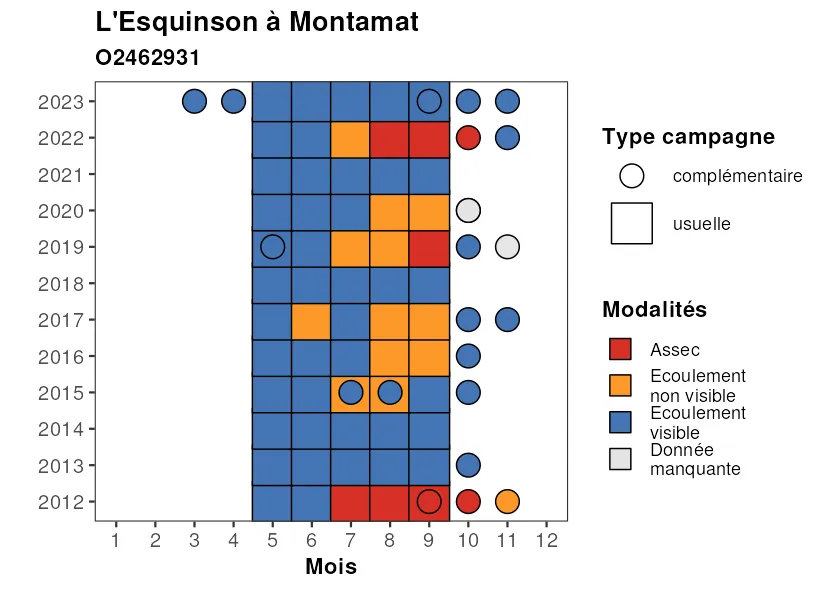 L'Esquinson à Montamat
O2462931
2023
2022
2021
2020
2019
2018
2017
2016
2015
2014
2013
2012
1 2 3 4 5 6 7 8 9 10 11 12
Mois
Type campagne
complémentaire
usuelle
Modalités
Assec
Ecoulement
non visible
Ecoulement
visible
Donnée
manquante